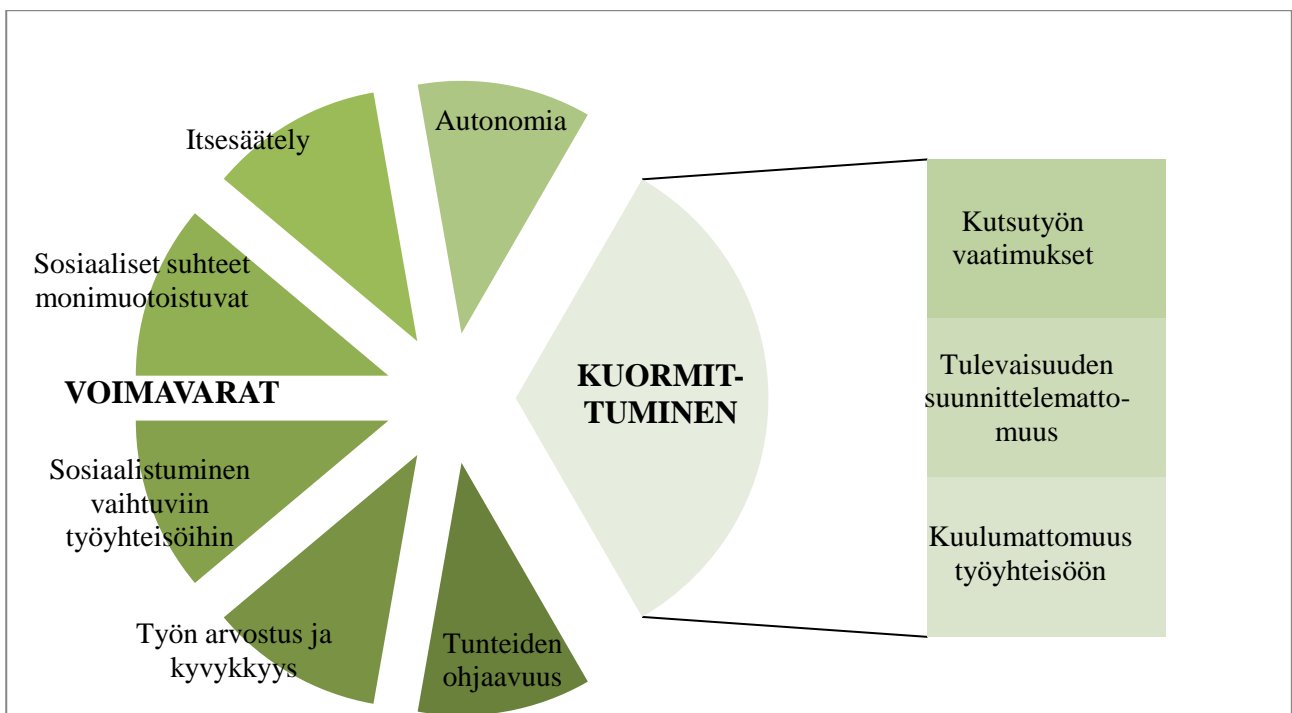 Autonomia
Itsesäätely
Sosiaaliset suhteet
monimuotoistuvat
VOIMAVARAT
Sosiaalistuminen
vaihtuviin
työyhteisöihin
Työn arvostus ja
kyvykkyys
Tunteiden
ohjaavuus
KUORMIT-
TUMINEN
Kutsutyön
vaatimukset
Tulevaisuuden
suunnittelematto-
muus
Kuulumattomuus
työyhteisöön